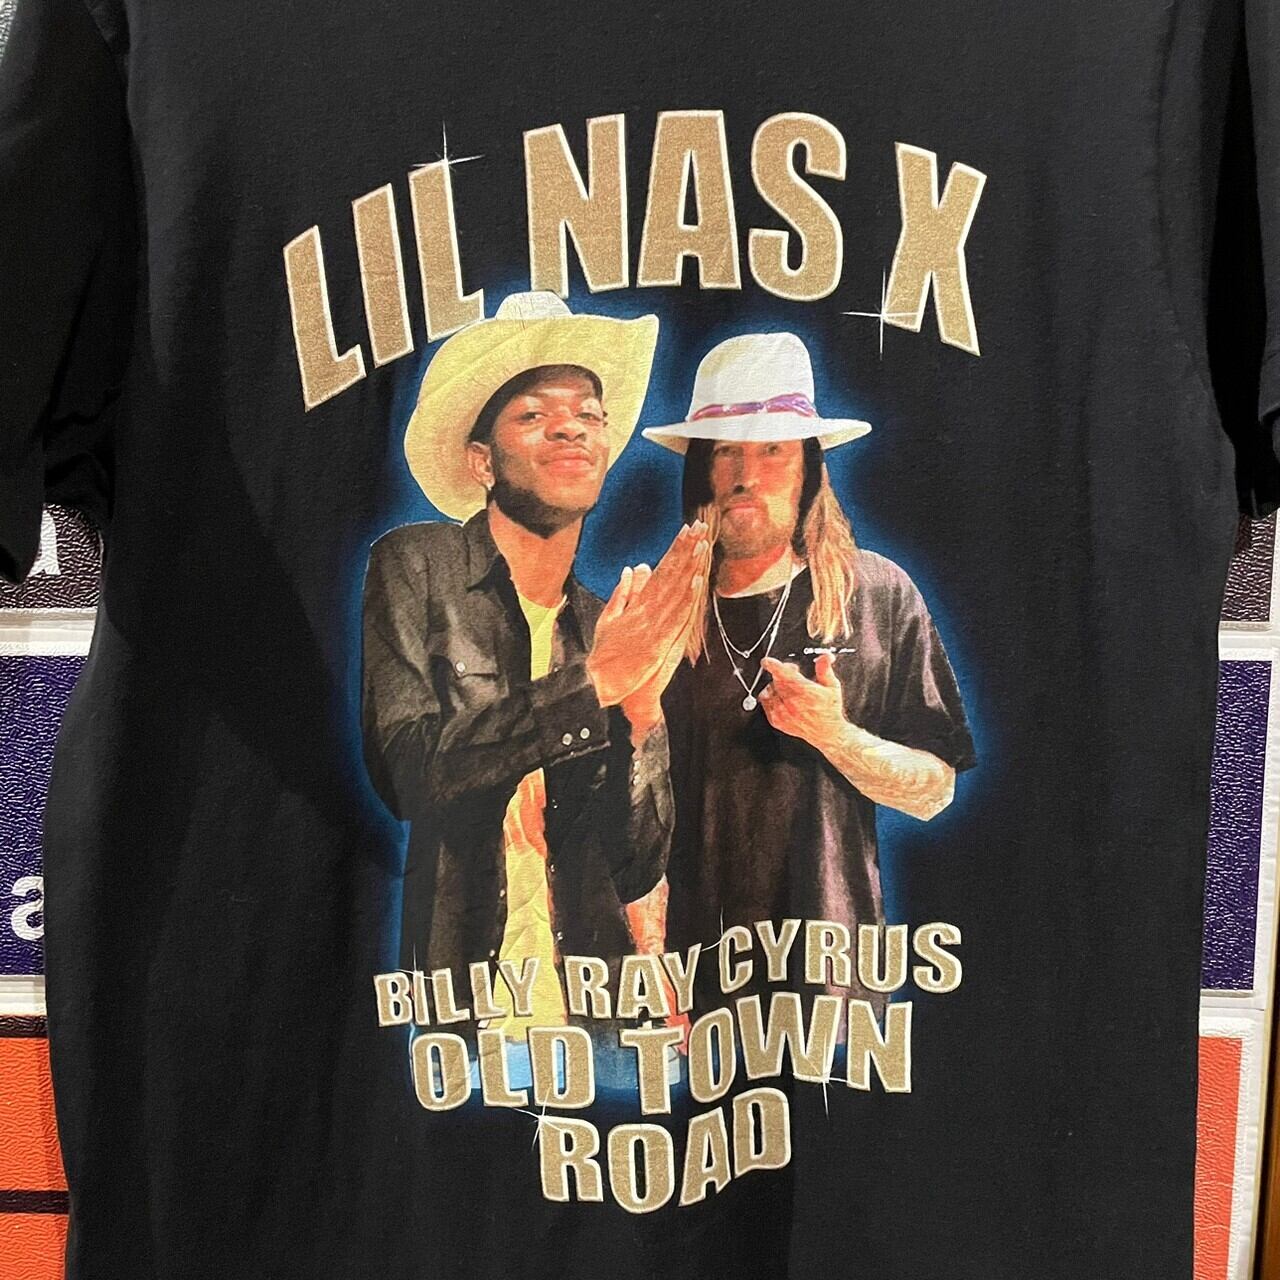 LIL NAS X
BILLY RAY CYRUS
OLD TOWN
ROAD
a